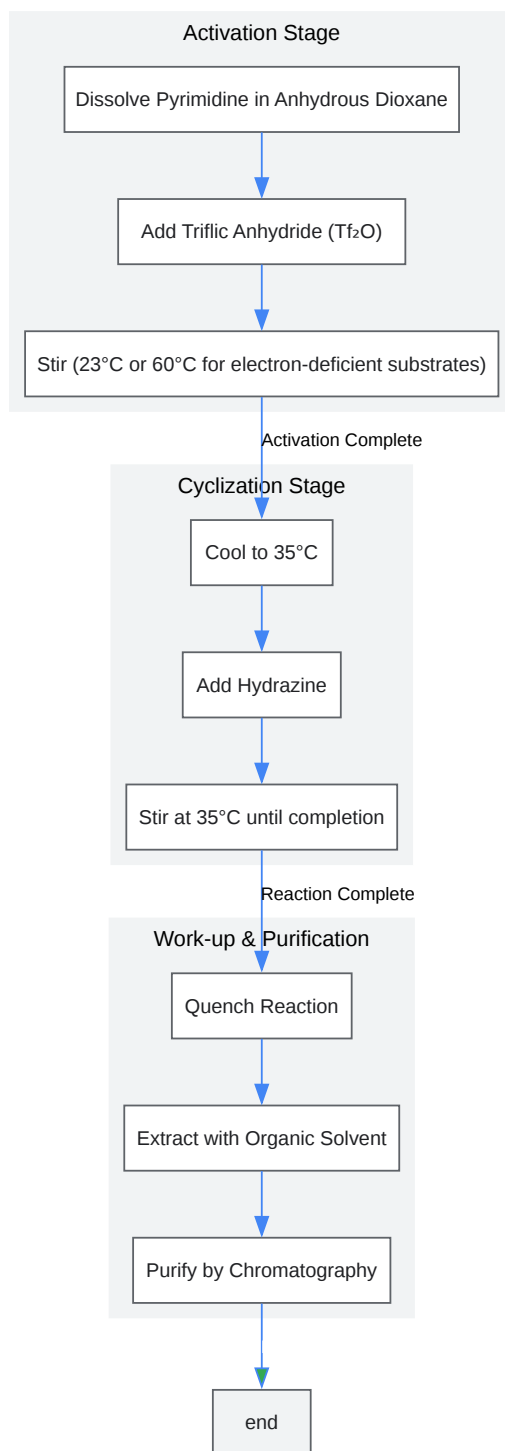 Activation Stage
Dissolve Pyrimidine in Anhydrous Dioxane
Add Triflic Anhydride (Tf₂O)
Stir (23°C or 60°C for electron-deficient substrates)
Activation Complete
Cyclization Stage
Cool to 35°C
Add Hydrazine
Stir at 35°C until completion
Reaction Complete
Work-up & Purification
Quench Reaction
Extract with Organic Solvent
Purify by Chromatography
end